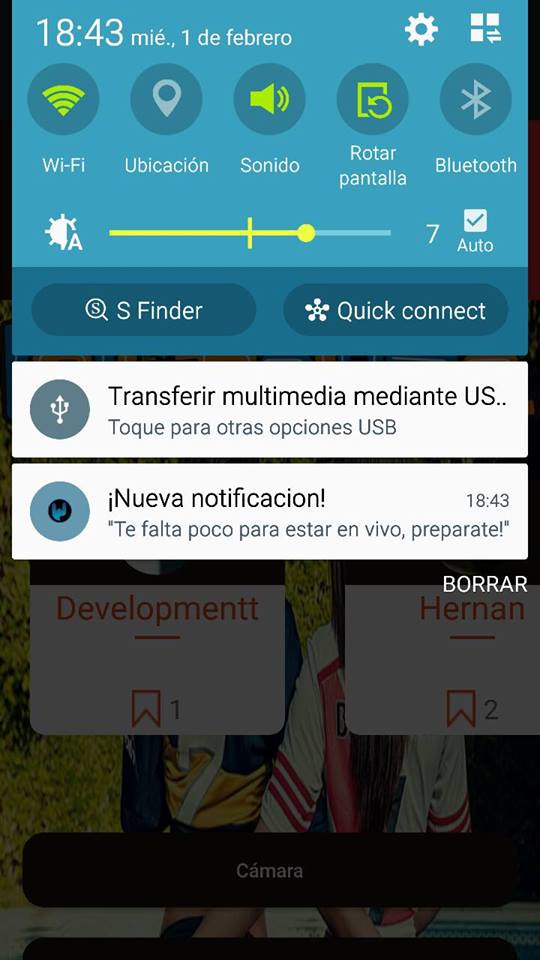 18:43 mié., 1 de febrero
Wi-Fi
Ubicación
Sonido
Rotar
pantalla
Bluetooth
A
7
Auto
S Finder
Quick connect
Transferir multimedia mediante US..
Toque para otras opciones USB
¡Nueva notificacion!
18:43
"Te falta poco para estar en vivo, preparate!"
BORRAR
Developmentt
Hernan
1
2
Cámara